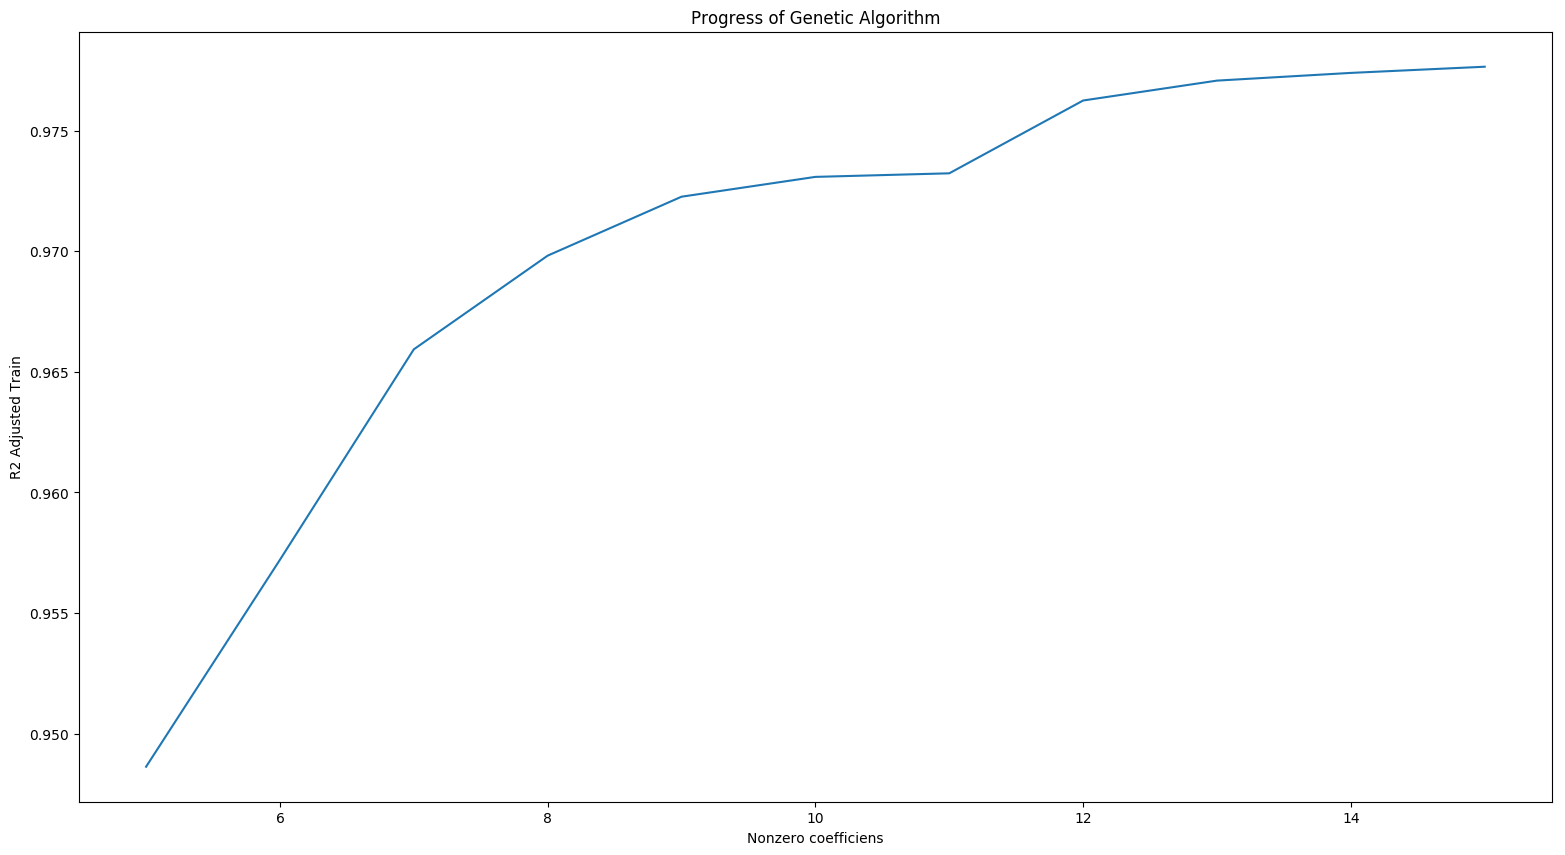 Progress of Genetic Algorithm
0.975
0.970
0.965
0.960
0.955
0.950
R2 Adjusted Train
6 8 10 12 14
Nonzero coefficiens